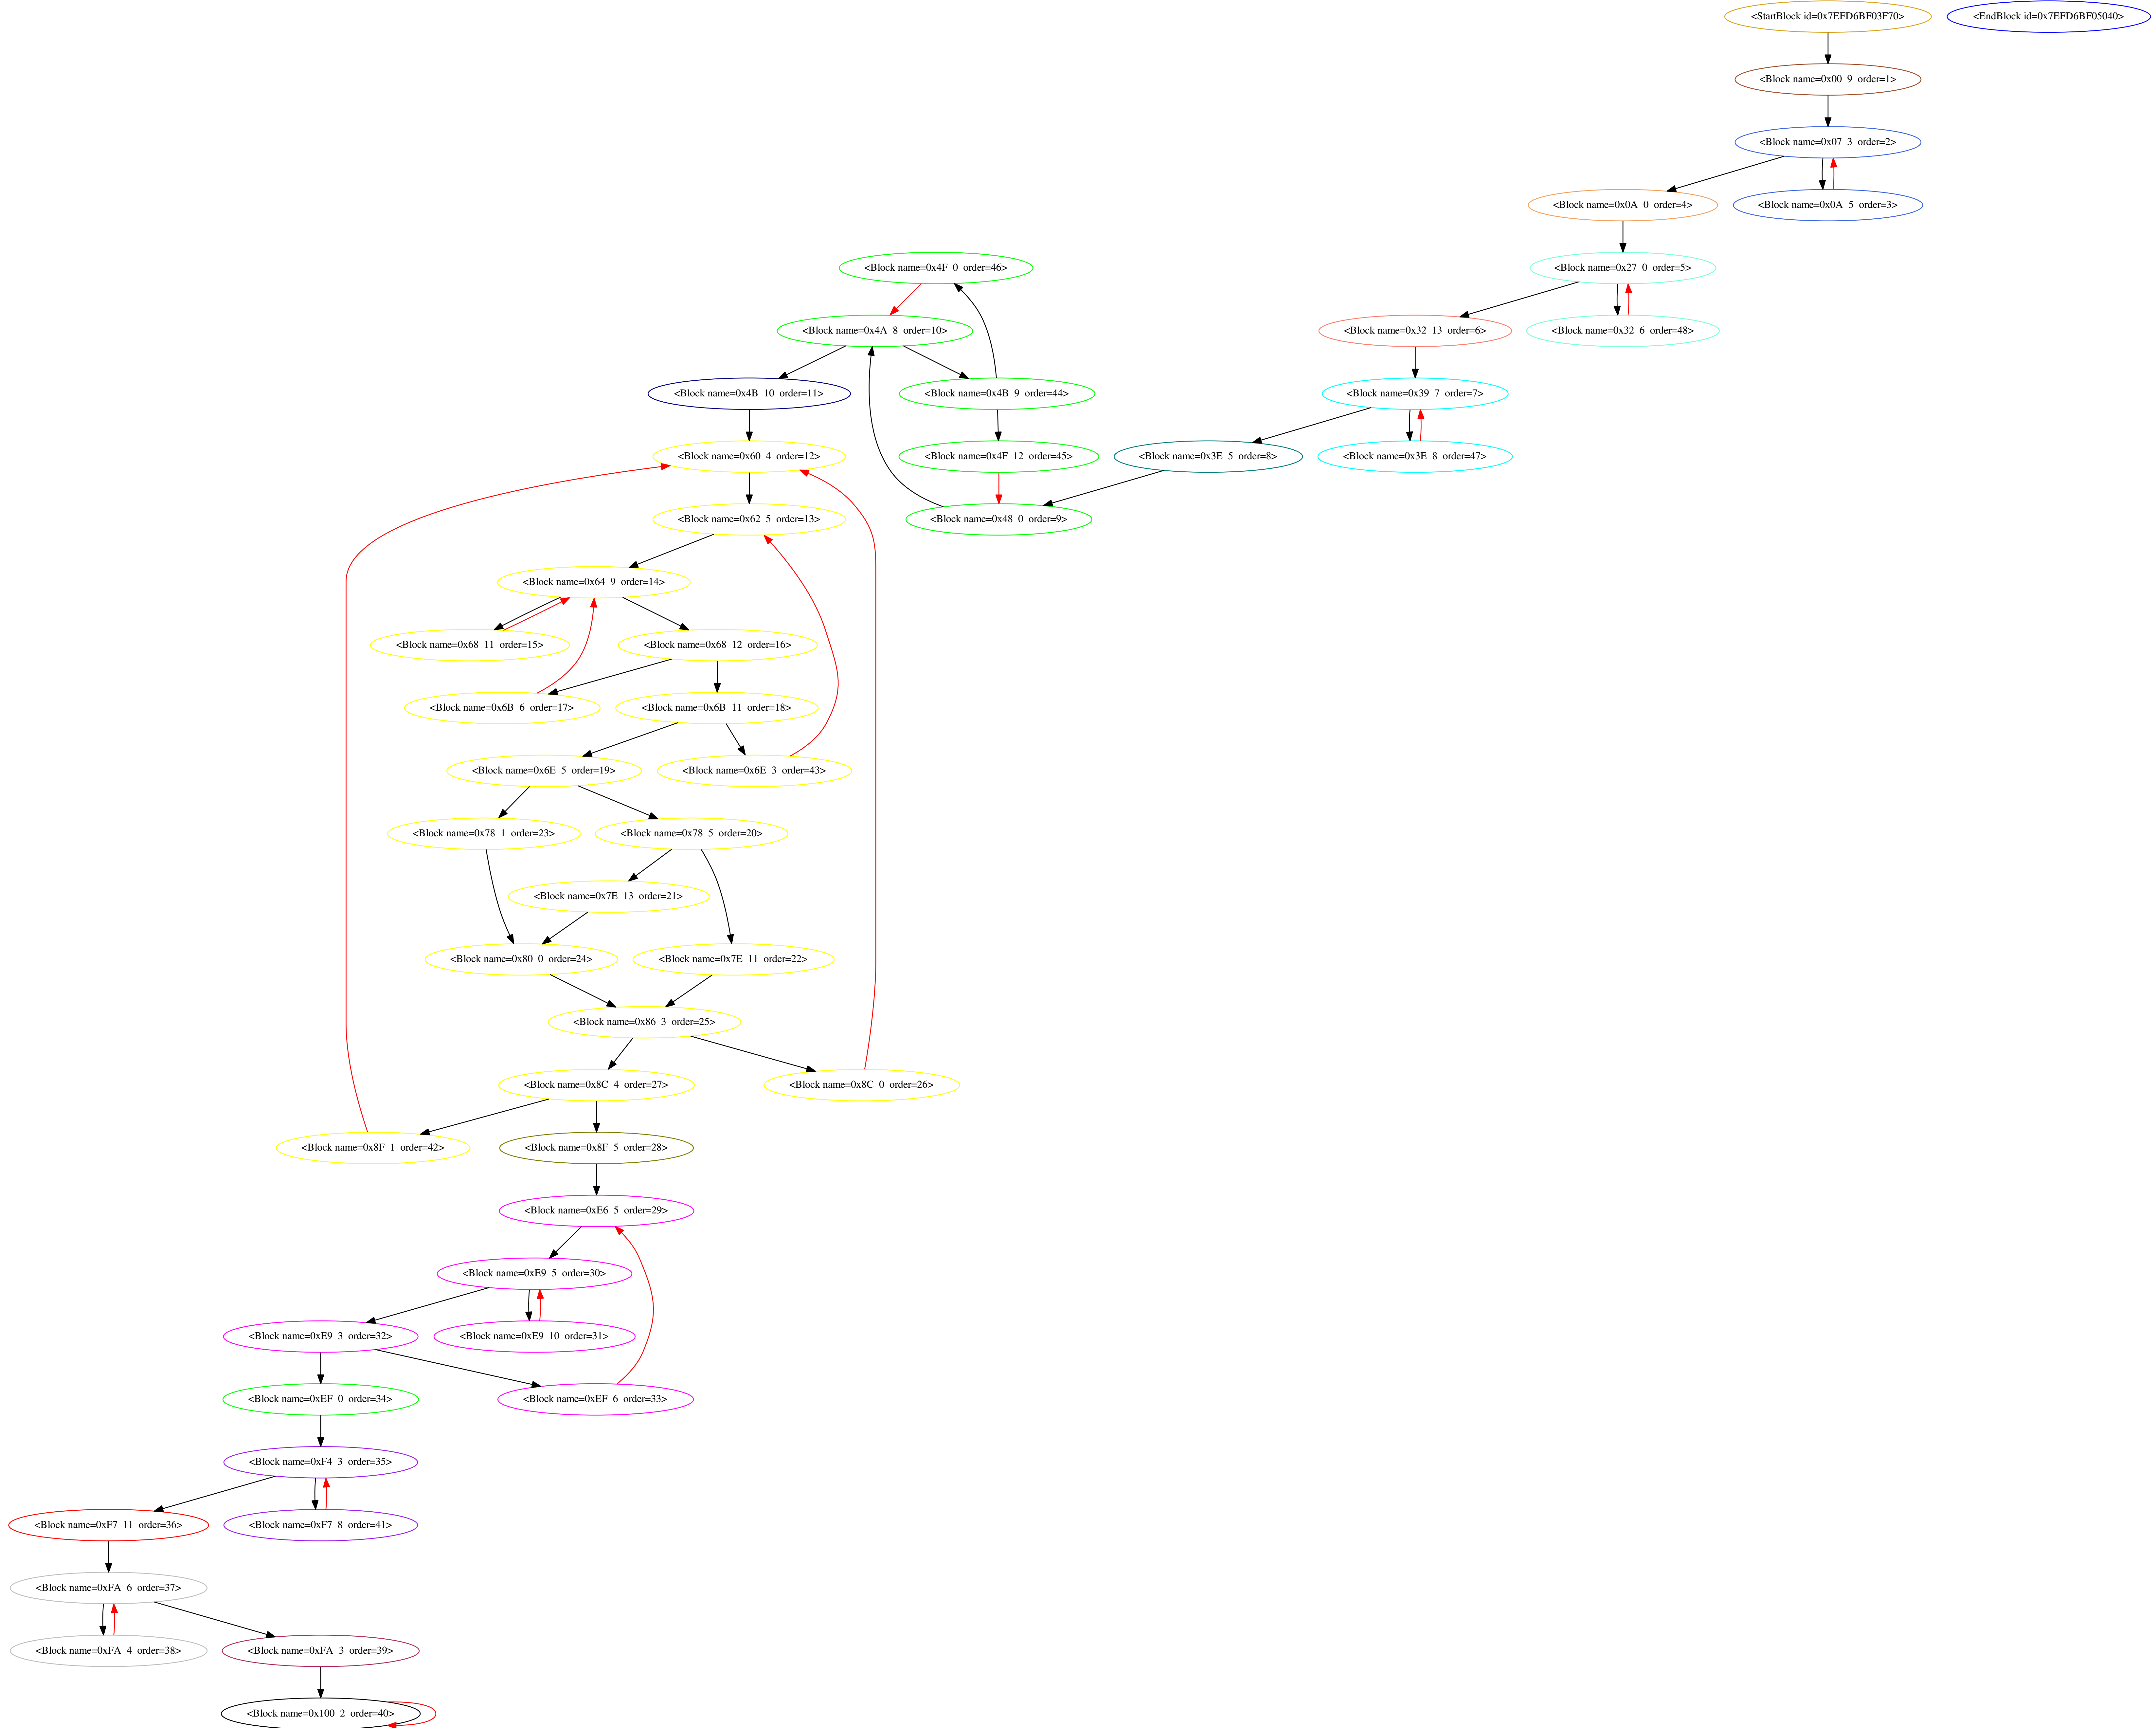 <StartBlock id=0x7EFD6BF03F70>
<EndBlock id=0x7EFD6BF05040>
<Block name=0x00 9 order=1>
<Block name=0x07 3 order=2>
<Block name=0x0A 0 order=4>
<Block name=0x0A 5 order=3>
<Block name=0x4F 0 order=46>
<Block name=0x27 0 order=5>
<Block name=0x4A 8 order=10>
<Block name=0x32 13 order=6>
<Block name=0x32 6 order=48>
<Block name=0x4B 10 order=11>
<Block name=0x4B 9 order=44>
<Block name=0x39 7 order=7>
<Block name=0x60 4 order=12>
<Block name=0x4F 12 order=45>
<Block name=0x3E 5 order=8>
<Block name=0x3E 8 order=47>
<Block name=0x62 5 order=13>
<Block name=0x48 0 order=9>
<Block name=0x64 9 order=14>
<Block name=0x68 11 order=15>
<Block name=0x68 12 order=16>
<Block name=0x6B 6 order=17>
<Block name=0x6B 11 order=18>
<Block name=0x6E 5 order=19>
<Block name=0x6E 3 order=43>
<Block name=0x78 1 order=23>
<Block name=0x78 5 order=20>
<Block name=0x7E 13 order=21>
<Block name=0x80 0 order=24>
<Block name=0x7E 11 order=22>
<Block name=0x86 3 order=25>
<Block name=0x8C 4 order=27>
<Block name=0x8C 0 order=26>
<Block name=0x8F 1 order=42>
<Block name=0x8F 5 order=28>
<Block name=0xE6 5 order=29>
<Block name=0xE9 5 order=30>
<Block name=0xE9 3 order=32>
<Block name=0xE9 10 order=31>
<Block name=0xEF 0 order=34>
<Block name=0xEF 6 order=33>
<Block name=0xF4 3 order=35>
<Block name=0xF7 11 order=36>
<Block name=0xF7 8 order=41>
<Block name=0xFA 6 order=37>
<Block name=0xFA 4 order=38>
<Block name=0xFA 3 order=39>
<Block name=0x100 2 order=40>